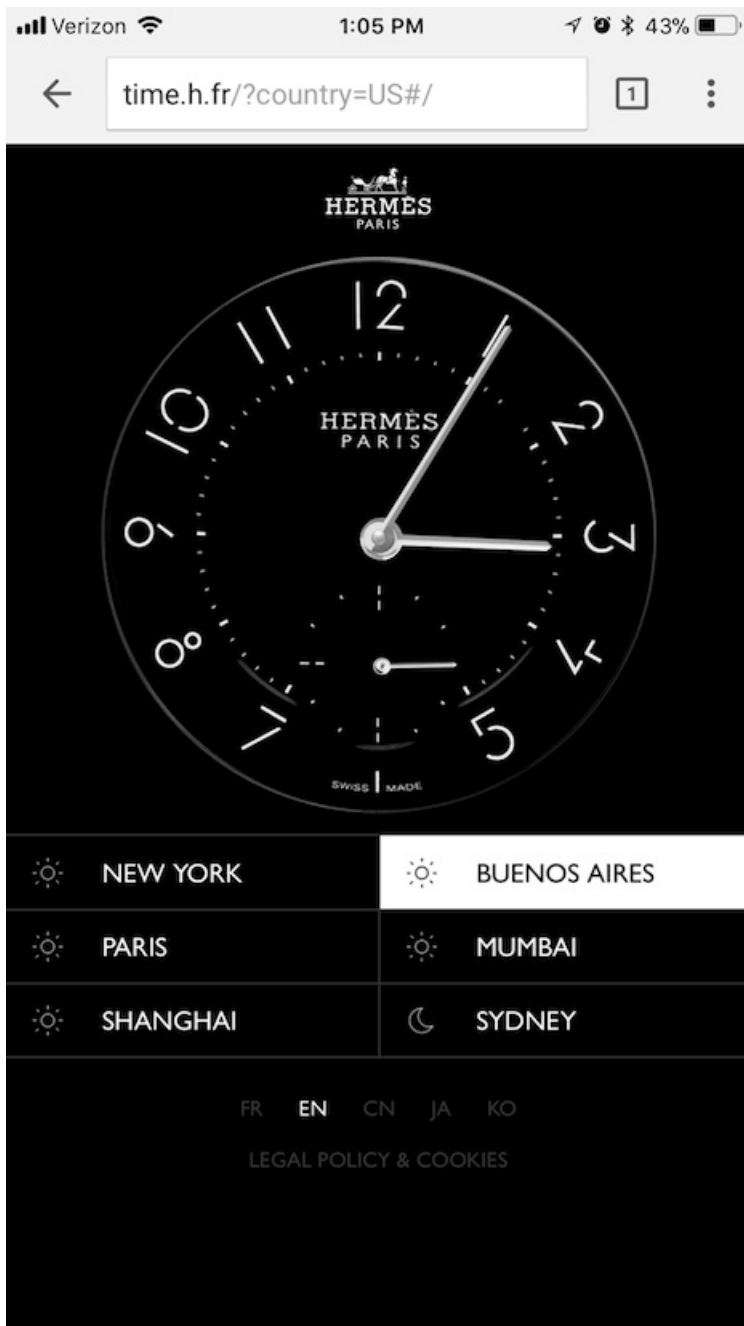 Verizon 1:05 PM 43%
time.h.fr/?country=US#/ 1
HERMÈS
PARIS
12
11
10 2
HERMÈS
PARIS
9 3
8 4
7 5
SWISS MADE
NEW YORK BUENOS AIRES
PARIS MUMBAI
SHANGHAI SYDNEY
FR EN CN JA KO
LEGAL POLICY & COOKIES